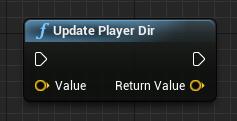 f Update Player Dir
Value Return Value